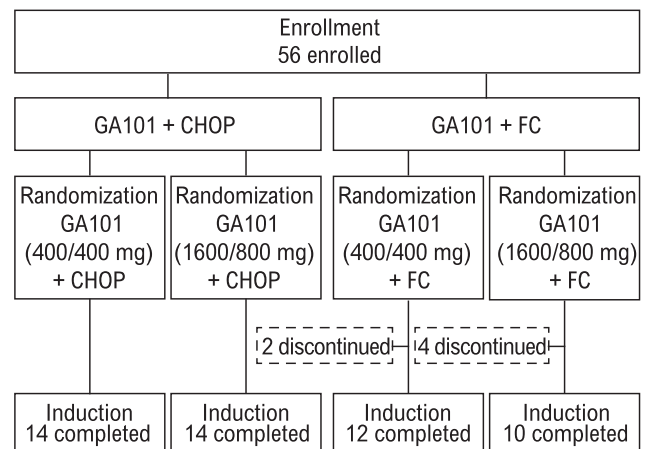 Enrollment
56 enrolled
GA101 + CHOP
GA101 + FC
Randomization
GA101
(400/400 mg)
+ CHOP
Randomization
GA101
(1600/800 mg)
+ CHOP
Randomization
GA101
(400/400 mg)
+ FC
Randomization
GA101
(1600/800 mg)
+ FC
2 discontinued
4 discontinued
Induction
14 completed
Induction
14 completed
Induction
12 completed
Induction
10 completed